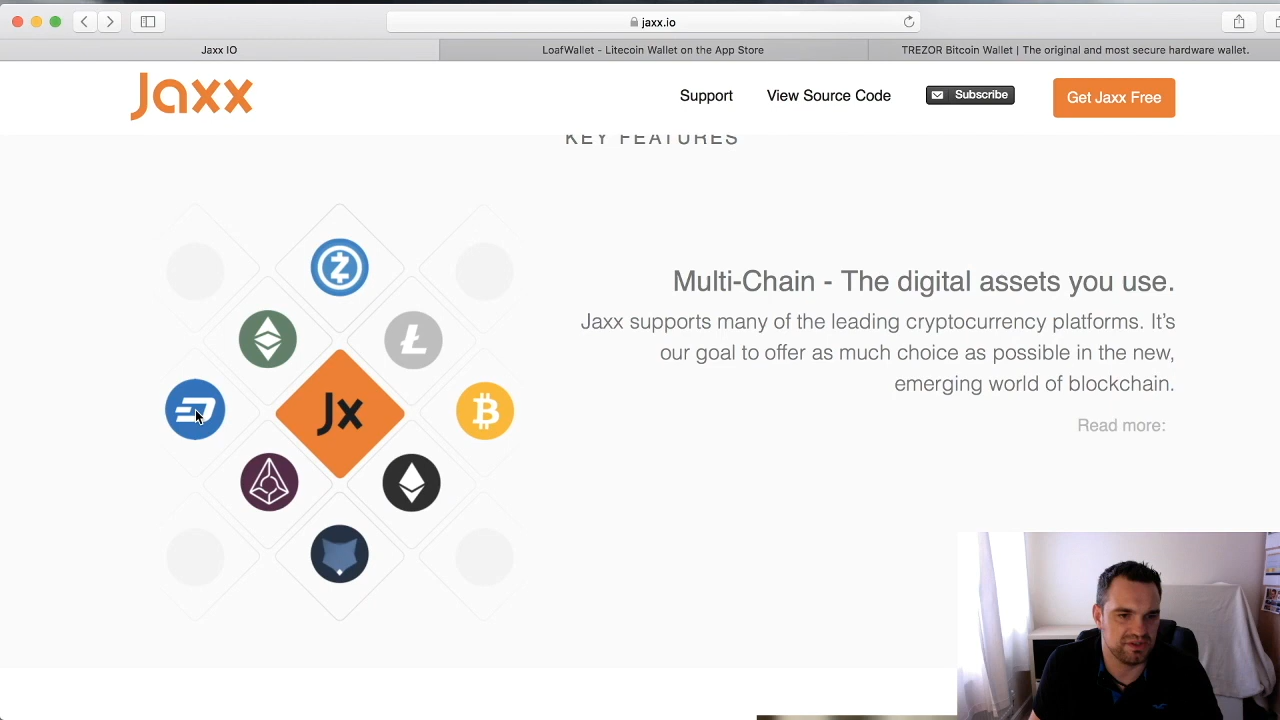 jaxx.io
Jaxx IO
LoafWallet - Litecoin Wallet on the App Store
TREZOR Bitcoin Wallet | The original and most secure hardware wallet.
Jaxx
Support
View Source Code
Subscribe
Get Jaxx Free
KEY FEATURES
Multi-Chain - The digital assets you use.
Jaxx supports many of the leading cryptocurrency platforms. It’s
our goal to offer as much choice as possible in the new,
emerging world of blockchain.
Read more:
Jx